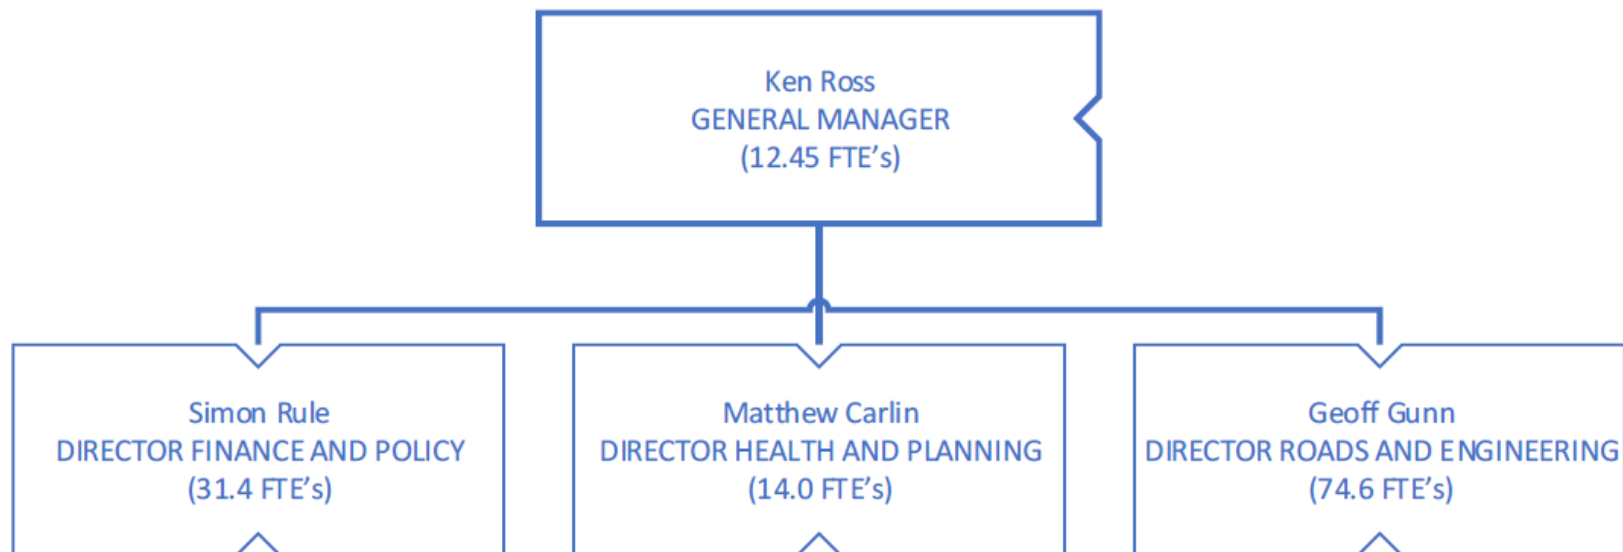 Ken Ross
GENERAL MANAGER
(12.45 FTE’s)
Simon Rule
DIRECTOR FINANCE AND POLICY
(31.4 FTE’s)
Matthew Carlin
DIRECTOR HEALTH AND PLANNING
(14.0 FTE’s)
Geoff Gunn
DIRECTOR ROADS AND ENGINEERING
(74.6 FTE’s)